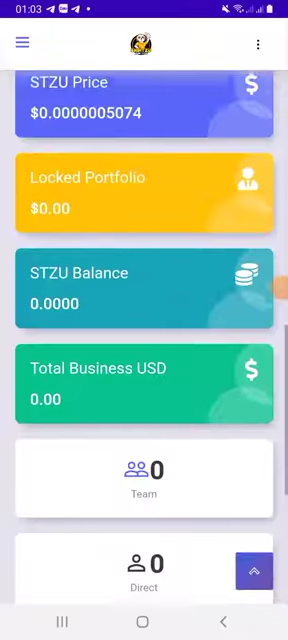 01:03
STZU Price
$0.0000005074
Locked Portfolio
$0.00
STZU Balance
0.0000
Total Business USD
0.00
0
Team
0
Direct